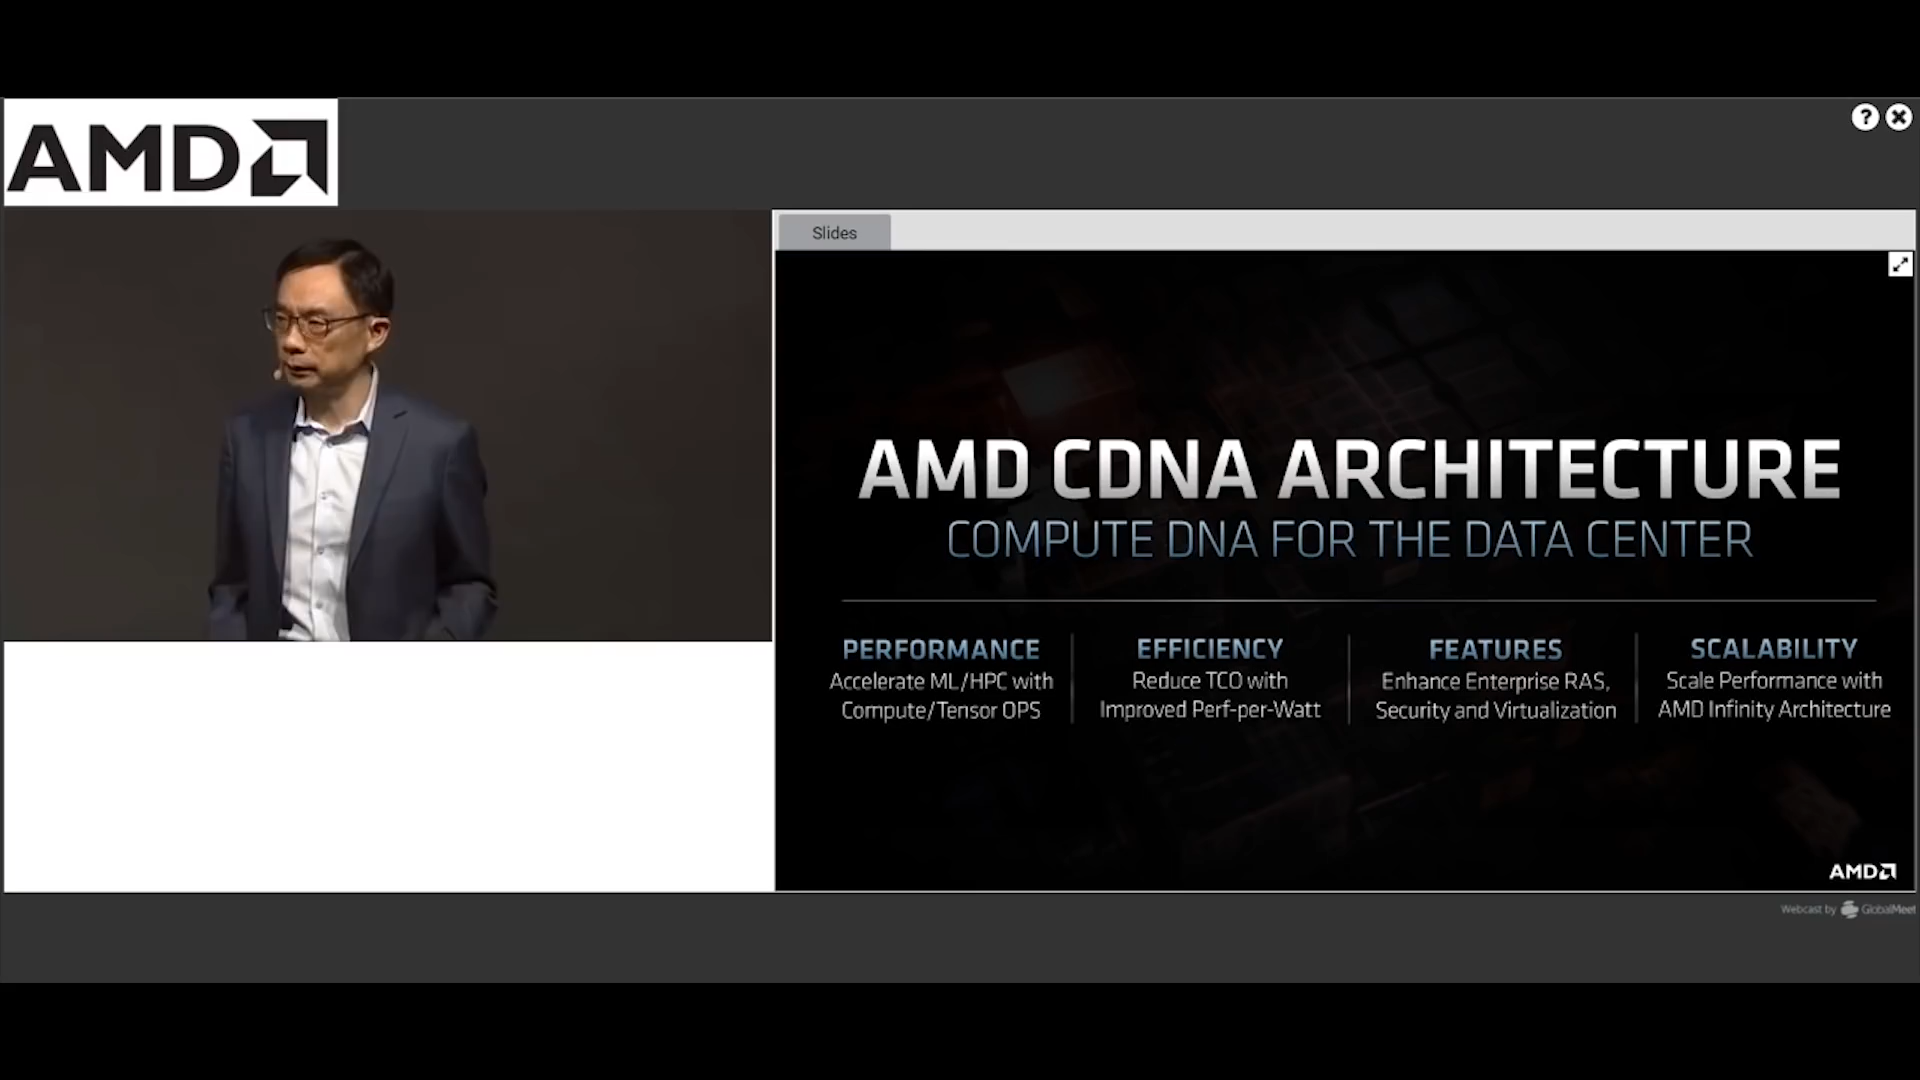 AMD
?
Slides
AMD CDNA ARCHITECTURE
COMPUTE DNA FOR THE DATA CENTER
PERFORMANCE
Accelerate ML/HPC with
Compute/Tensor OPS
EFFICIENCY
Reduce TCO with
Improved Perf-per-Watt
FEATURES
Enhance Enterprise RAS,
Security and Virtualization
SCALABILITY
Scale Performance with
AMD Infinity Architecture
AMD
Webcast by GlobalMeet